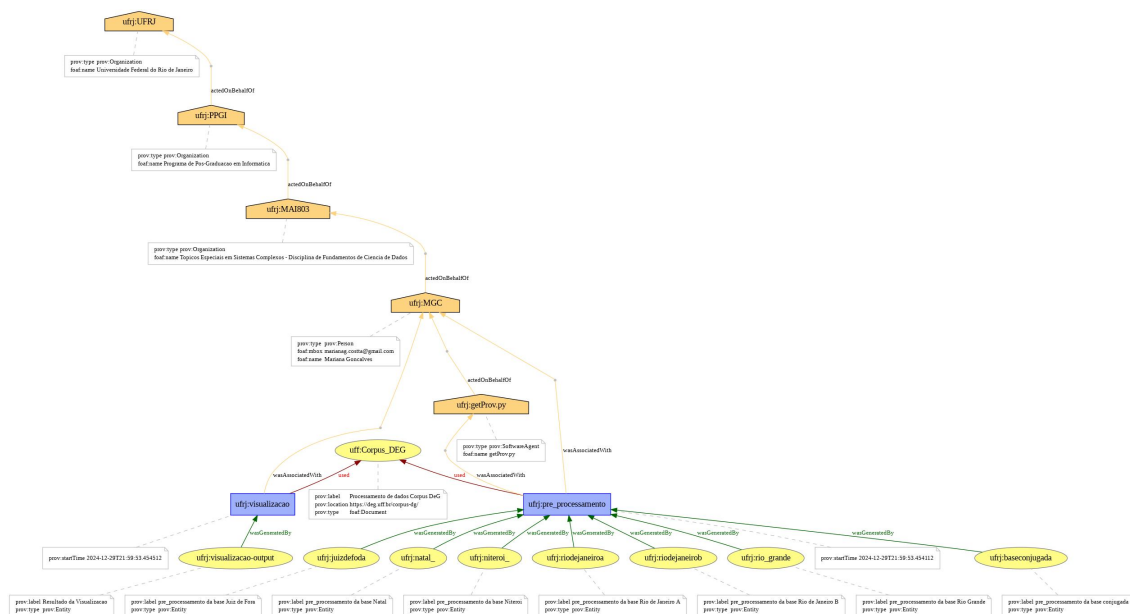 ufrj:UFRJ
prov:type prov:Organization
foaf:name Universidade Federal do Rio de Janeiro
actedOnBehalfOf
ufrj:PPGI
prov:type prov:Organization
foaf:name Programa de Pos-Graduacao em Informatica
actedOnBehalfOf
ufrj:MAI803
prov:type prov:Organization
foaf:name Topicos Especiais em Sistemas Complexos - Disciplina de Fundamentos de Ciencia de Dados
actedOnBehalfOf
ufrj:MGC
prov:type prov:Person
foaf:mbox marianag.costta@gmail.com
foaf:name Mariana Goncalves
actedOnBehalfOf
ufrj:getProv.py
prov:type prov:SoftwareAgent
foaf:name getProv.py
uff:Corpus_DEG
wasAssociatedWith
wasAssociatedWith used used wasAssociatedWith
prov:label Processamento de dados Corpus DeG
prov:location https://deg.uff.br/corpus-dg/
prov:type foaf:Document
ufrj:visualizacao
ufrj:pre_processamento
wasGeneratedBy wasGeneratedBy wasGeneratedBy wasGeneratedBy wasGeneratedBy wasGeneratedBy wasGeneratedBy wasGeneratedBy
prov:startTime 2024-12-29T21:59:53.454512
ufrj:visualizacao-output
ufrj:juizdefoda
ufrj:natal_
ufrj:niteroi_
ufrj:riodejaneiroa
ufrj:riodejaneirob
ufrj:rio_grande
prov:startTime 2024-12-29T21:59:53.454112
ufrj:baseconjugada
prov:label Resultado da Visualizacao
prov:type prov:Entity
prov:label pre_processamento da base Juiz de Fora
prov:type prov:Entity
prov:label pre_processamento da base Natal
prov:type prov:Entity
prov:label pre_processamento da base Niteroi
prov:type prov:Entity
prov:label pre_processamento da base Rio de Janeiro A
prov:type prov:Entity
prov:label pre_processamento da base Rio de Janeiro B
prov:type prov:Entity
prov:label pre_processamento da base Rio Grande
prov:type prov:Entity
prov:label pre_processamento da base conjugada
prov:type prov:Entity